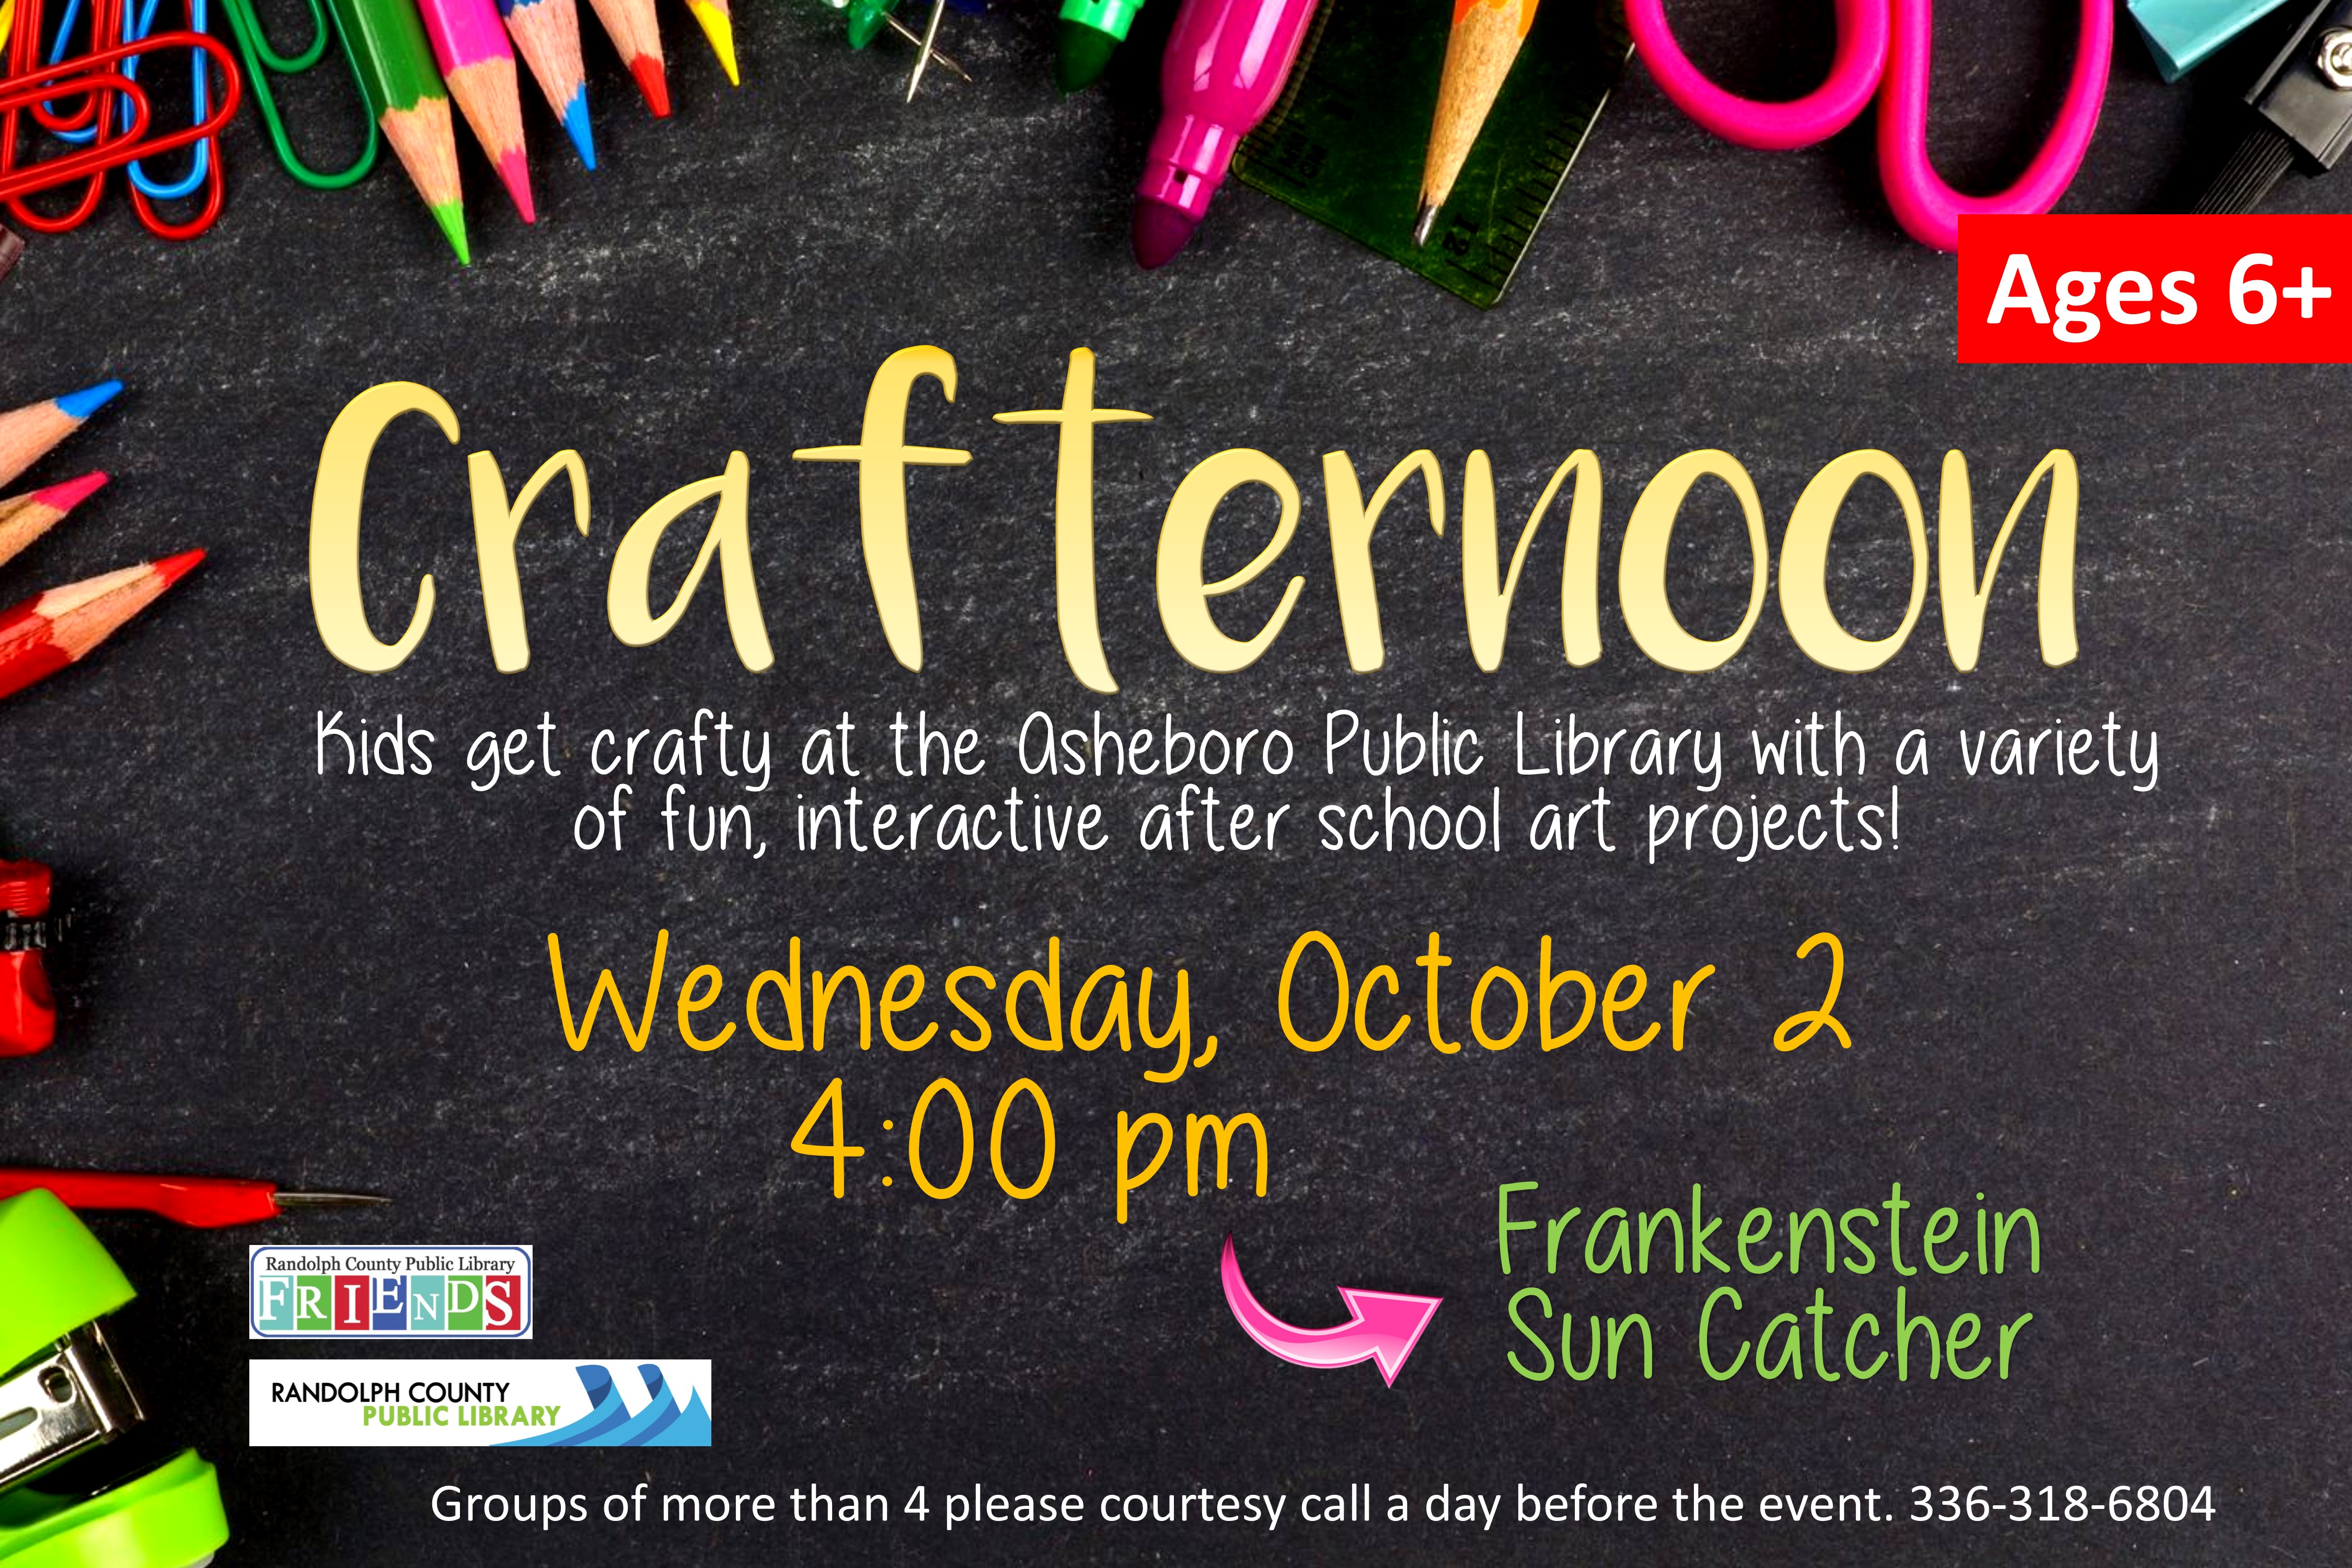 Ages 6+
Crafternoon
Kids get crafty at the Asheboro Public Library with a variety
of fun, interactive after school art projects!
Wednesday, October 2
4:00 pm
Frankenstein
Sun Catcher
Randolph County Public Library
FRIENDS
RANDOLPH COUNTY
PUBLIC LIBRARY
Groups of more than 4 please courtesy call a day before the event. 336-318-6804
12